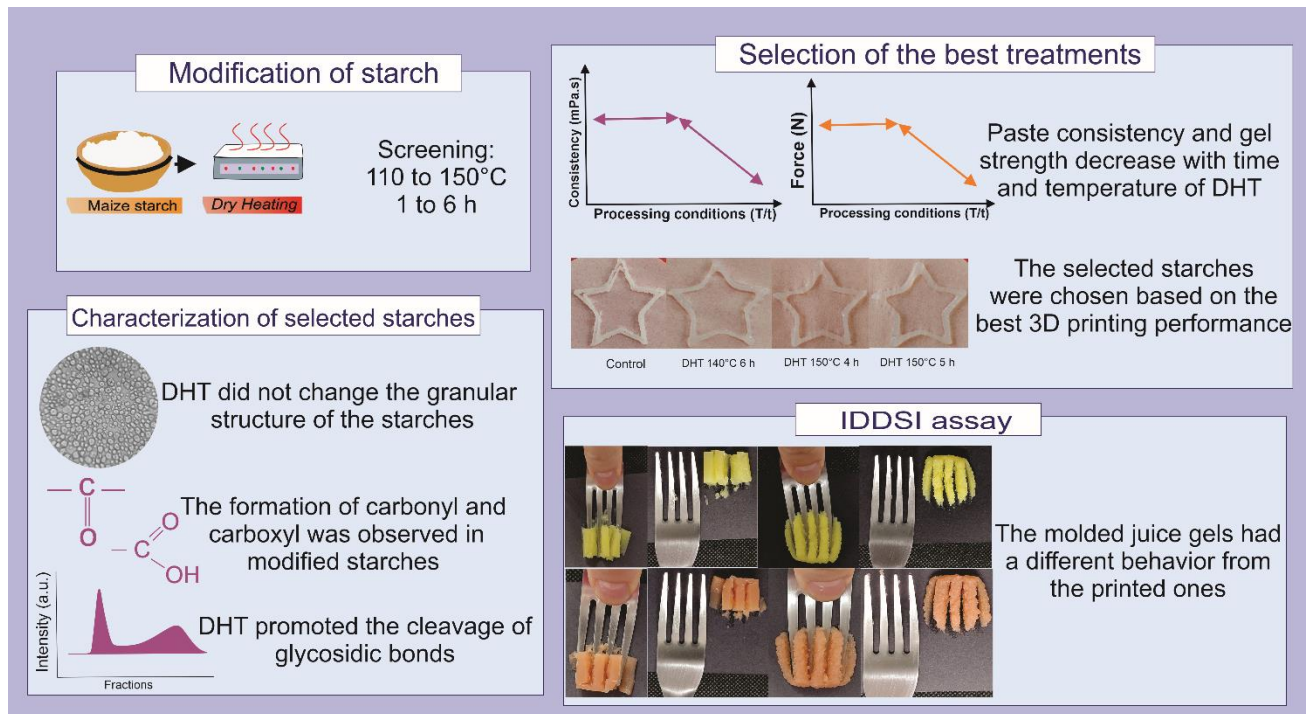 Modification of starch
Maize starch
Dry Heating
Screening:
110 to 150°C
1 to 6 h
Selection of the best treatments
Consistency (mPa.s)
Processing conditions (T/t)
Force (N)
Processing conditions (T/t)
Paste consistency and gel
strength decrease with time
and temperature of DHT
Control
DHT 140°C 6 h
DHT 150°C 4 h
DHT 150°C 5 h
The selected starches
were chosen based on the
best 3D printing performance
Characterization of selected starches
DHT did not change the granular
structure of the starches
C
O
C
O
OH
The formation of carbonyl and
carboxyl was observed in
modified starches
Intensity (a.u.)
Fractions
DHT promoted the cleavage of
glycosidic bonds
IDDSI assay
The molded juice gels had
a different behavior from
the printed ones